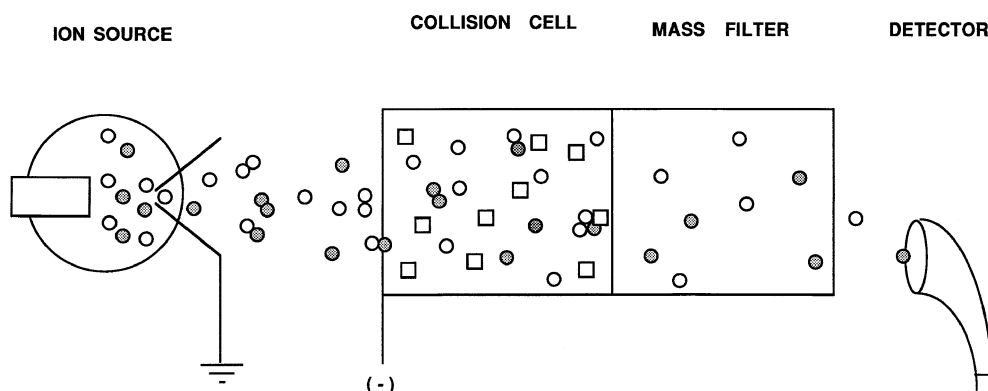 ION SOURCE
COLLISION CELL
MASS FILTER
DETECTOR
(-)